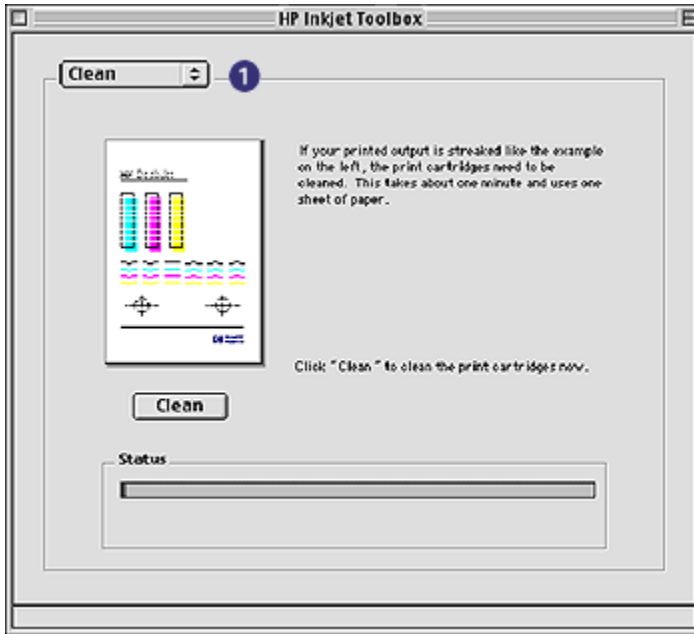 HP Inkjet Toolbox
Clean
1
If your printed output is streaked like the example
on the left, the print cartridges need to be
cleaned. This takes about one minute and uses one
sheet of paper.
Click "Clean" to clean the print cartridges now.
Clean
Status